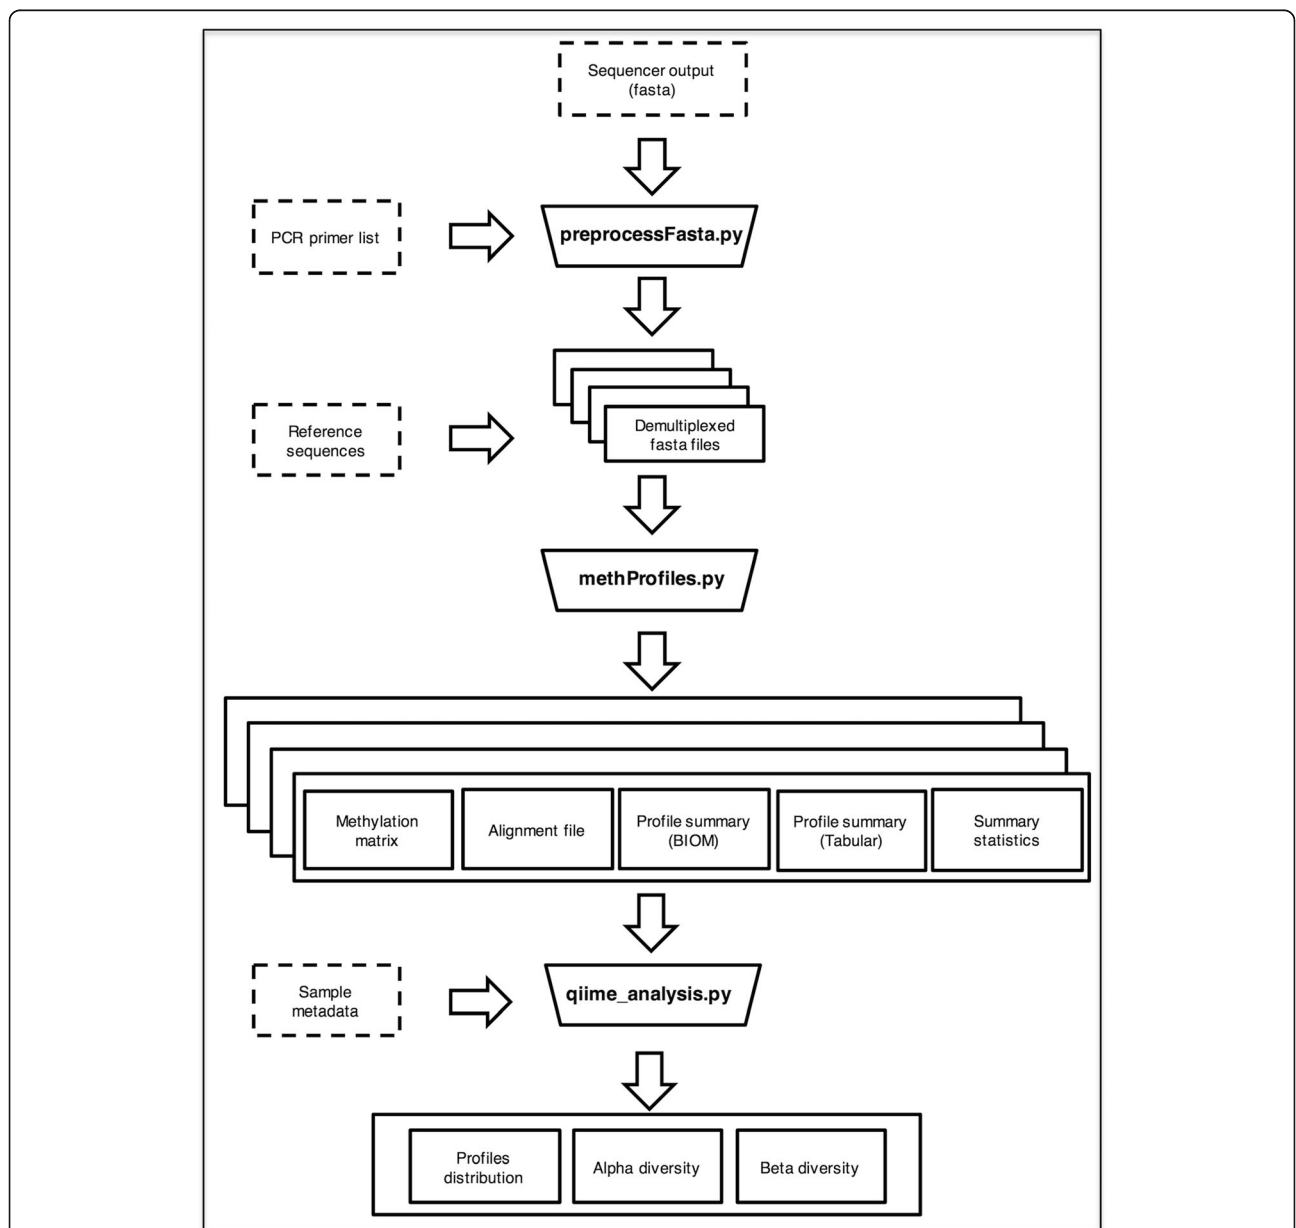 Sequencer output
(fasta)
PCR primer list
preprocessFasta.py
Reference
sequences
Demultiplexed
fasta files
methProfiles.py
Methylation
matrix
Alignment file
Profile summary
(BIOM)
Profile summary
(Tabular)
Summary
statistics
Sample
metadata
qiime_analysis.py
Profiles
distribution
Alpha diversity
Beta diversity